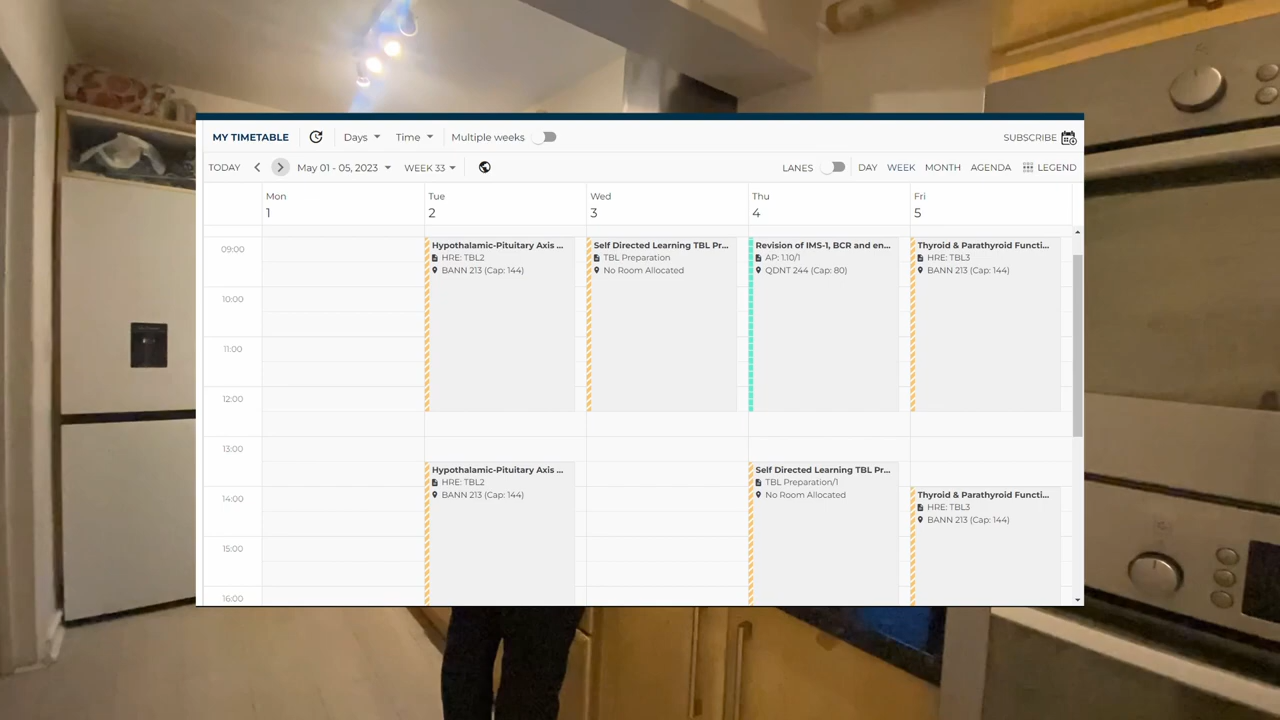 MY TIMETABLE Days Time Multiple weeks SUBSCRIBE
TODAY May 01 - 05, 2023 WEEK 33 LANES DAY WEEK MONTH AGENDA LEGEND
Mon Tue Wed Thu Fri
1 2 3 4 5
09:00
10:00
11:00
12:00
13:00
14:00
15:00
16:00
Hypothalamic-Pituitary Axis ...
HRE: TBL2
BANN 213 (Cap: 144)
Hypothalamic-Pituitary Axis ...
HRE: TBL2
BANN 213 (Cap: 144)
Self Directed Learning TBL Pr...
TBL Preparation
No Room Allocated
Revision of IMS-1, BCR and en...
AP: 1.10/1
QDNT 244 (Cap: 80)
Self Directed Learning TBL Pr...
TBL Preparation/1
No Room Allocated
Thyroid & Parathyroid Functi...
HRE: TBL3
BANN 213 (Cap: 144)
Thyroid & Parathyroid Functi...
HRE: TBL3
BANN 213 (Cap: 144)